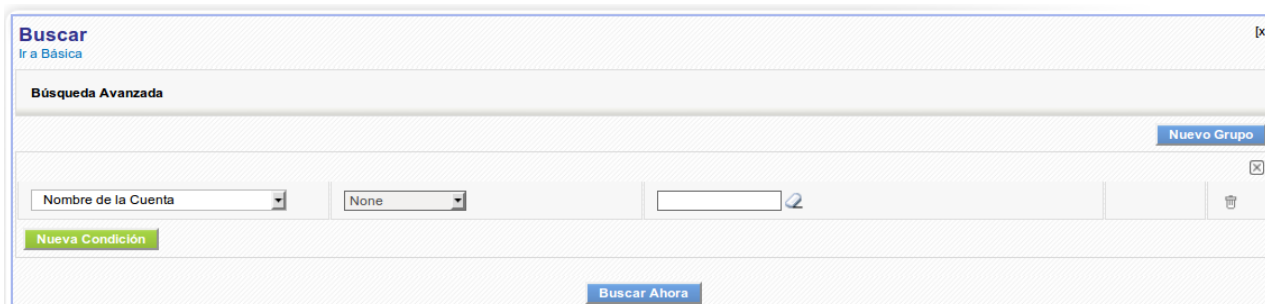 Buscar
[x
Ir a Básica
Búsqueda Avanzada
Nuevo Grupo
Nombre de la Cuenta None
Nueva Condición
Buscar Ahora